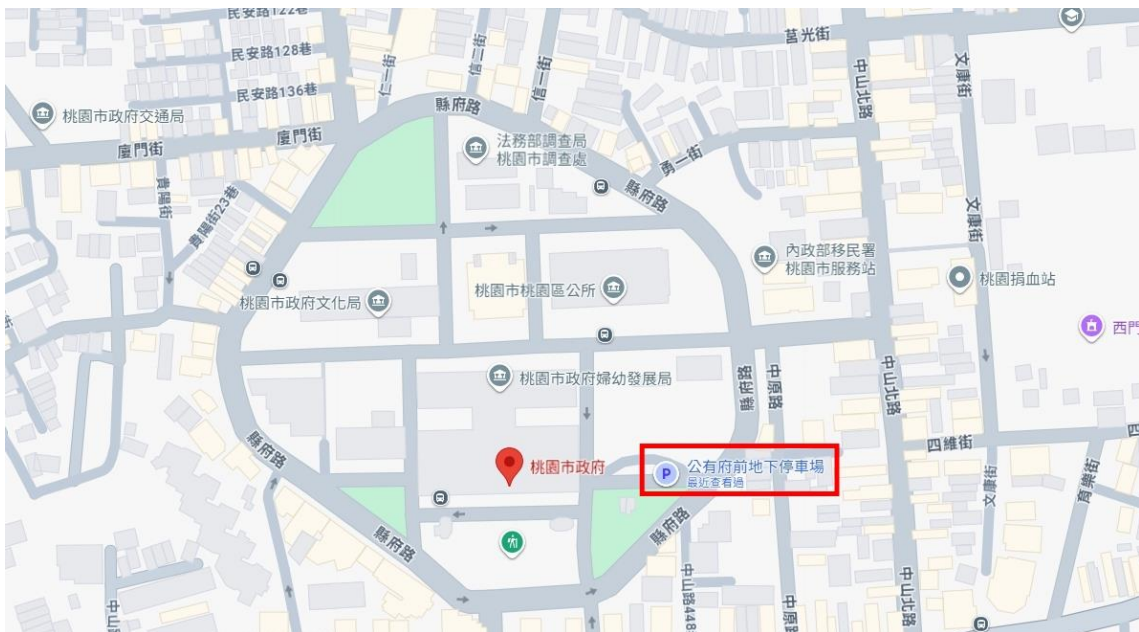 民安路122巷
民安路128巷
民安路136巷
仁一街
信二街
信一街
莒光街
中山北路
文康街
桃園市政府交通局
廈門街
廈門街
縣府路
法務部調查局
桃園市調查處
勇一街
縣府路
貴陽街
貴陽街23巷
文康街
內政部移民署
桃園市服務站
桃園捐血站
桃園市政府文化局
桃園市桃園區公所
西門
桃園市政府婦幼發展局
縣府路
中原路
中山北路
縣府路
四維街
四
桃園市政府
P
公有府前地下停車場
最近查看過
文康街
育樂街
縣府路
縣府路
中山路448
中原路
中山北路
中山